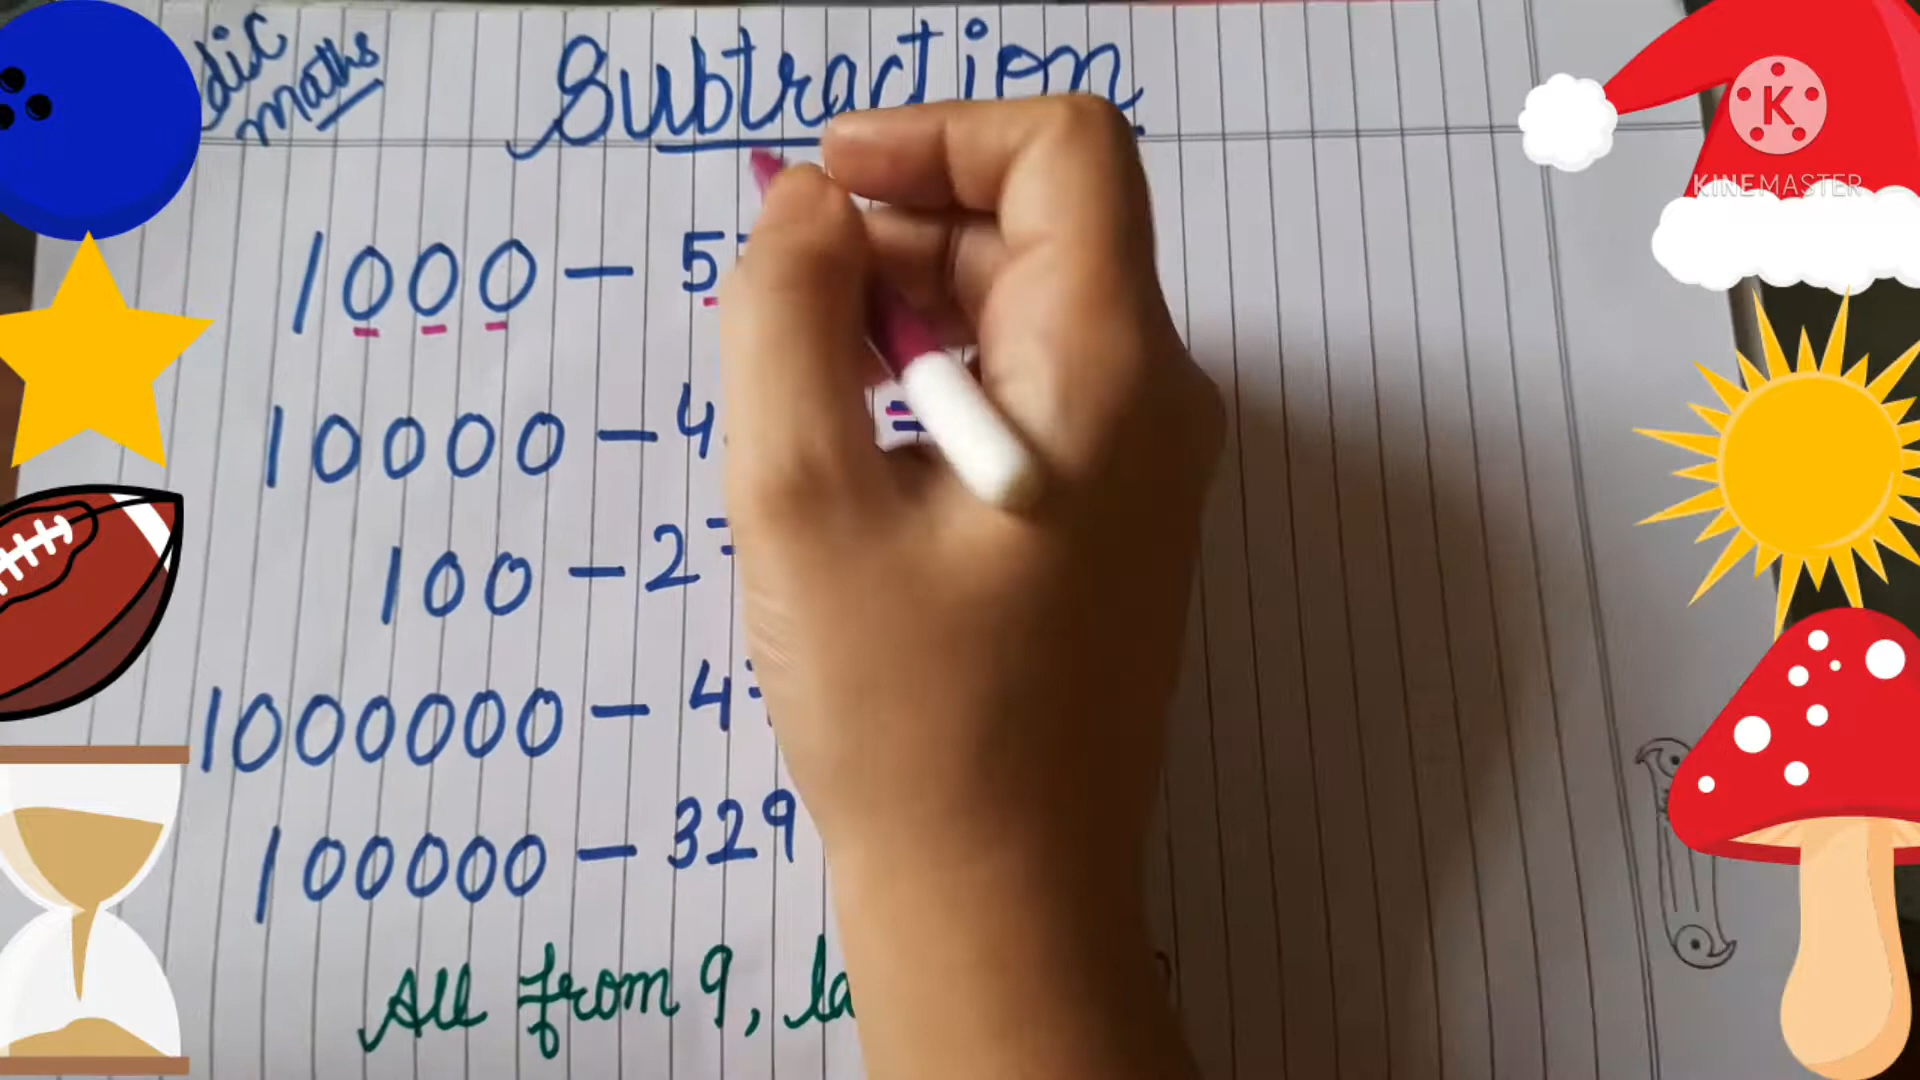 dic
maths
Subtraction
1000 - 5
10000 - 4 =
100 - 2
1000000 - 4
100000 - 329
All from 9, la
K
KINEMASTER